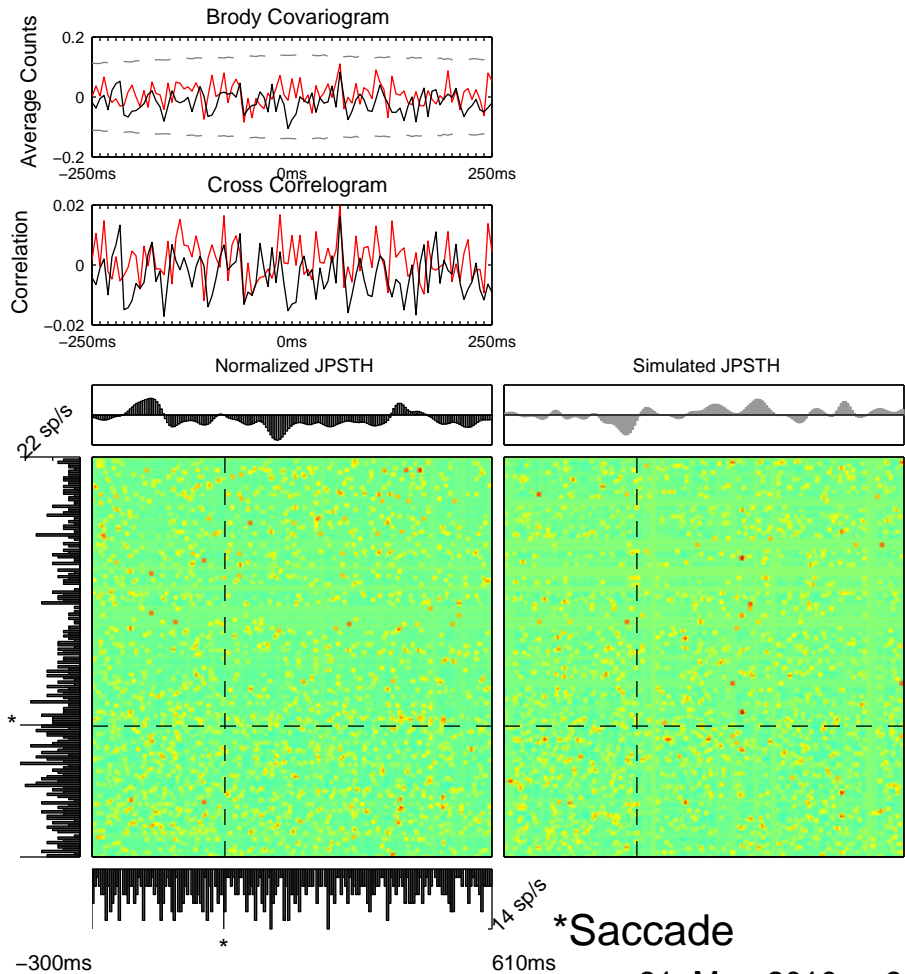 Brody Covariogram
Average Counts
0.2
0
−0.2
−250ms
0ms
250ms
Cross Correlogram
Correlation
0.02
0
−0.02
−250ms
0ms
250ms
Normalized JPSTH
Simulated JPSTH
22 sp/s
*
14 sp/s
*
*Saccade
−300ms
610ms